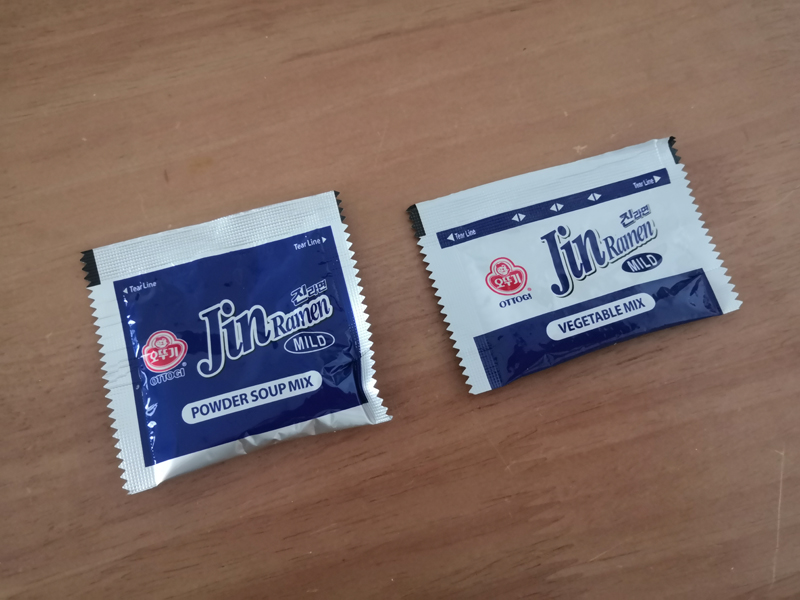 Tear Line
Tear Line
진라면
Jin Ramen
MILD
오뚜기
OTTOGI
POWDER SOUP MIX
Tear Line
Tear Line
진라면
Jin Ramen
MILD
오뚜기
OTTOGI
VEGETABLE MIX